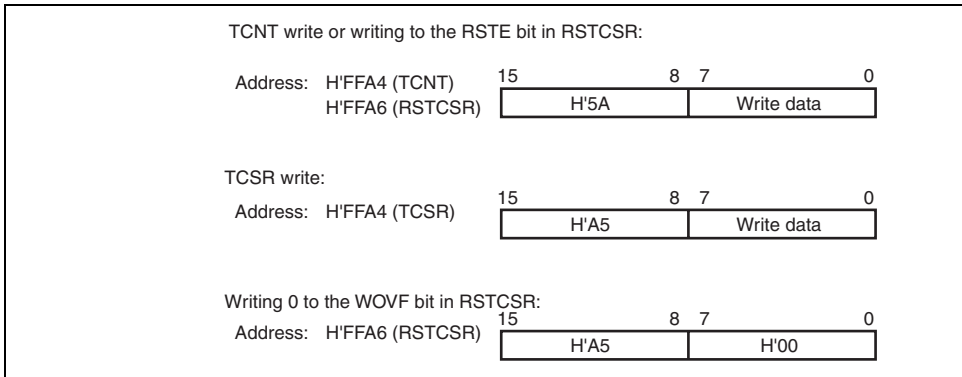 TCNT write or writing to the RSTE bit in RSTCSR:
15 8 7 0
Address: H'FFA4 (TCNT)
H'FFA6 (RSTCSR)
H'5A Write data
TCSR write:
15 8 7 0
Address: H'FFA4 (TCSR)
H'A5 Write data
Writing 0 to the WOVF bit in RSTCSR:
15 8 7 0
Address: H'FFA6 (RSTCSR)
H'A5 H'00